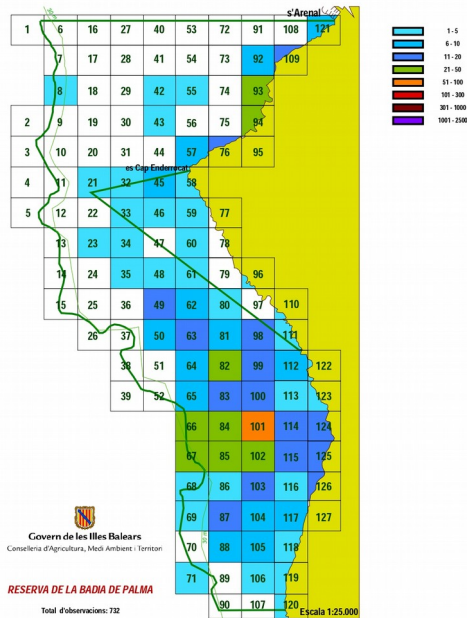 s'Arenal
1 6 16 27 40 53 72 91 108 121
7 17 28 41 54 73 92 109
8 18 29 42 55 74 93
2 9 19 30 43 56 75 94
3 10 20 31 44 57 76 95
es Cap Enderrocat
4 11 21 32 45 58
5 12 22 33 46 59 77
13 23 34 47 60 78
14 24 35 48 61 79 96
15 25 36 49 62 80 97 110
26 37 50 63 81 98 111
38 51 64 82 99 112 122
39 52 65 83 100 113 123
66 84 101 114 124
67 85 102 115 125
68 86 103 116 126
69 87 104 117 127
70 88 105 118
71 89 106 119
90 107 120
1 - 5
6 - 10
11 - 20
21 - 50
51 - 100
101 - 300
301 - 1000
1001 - 2500
Govern de les Illes Balears
Conselleria d'Agricultura, Medi Ambient i Territori
RESERVA DE LA BADIA DE PALMA
Total d'observacions: 732
Escala 1:25.000